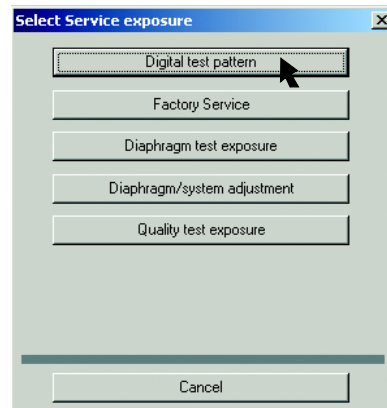 Select Service exposure
Digital test pattern
Factory Service
Diaphragm test exposure
Diaphragm/system adjustment
Quality test exposure
Cancel